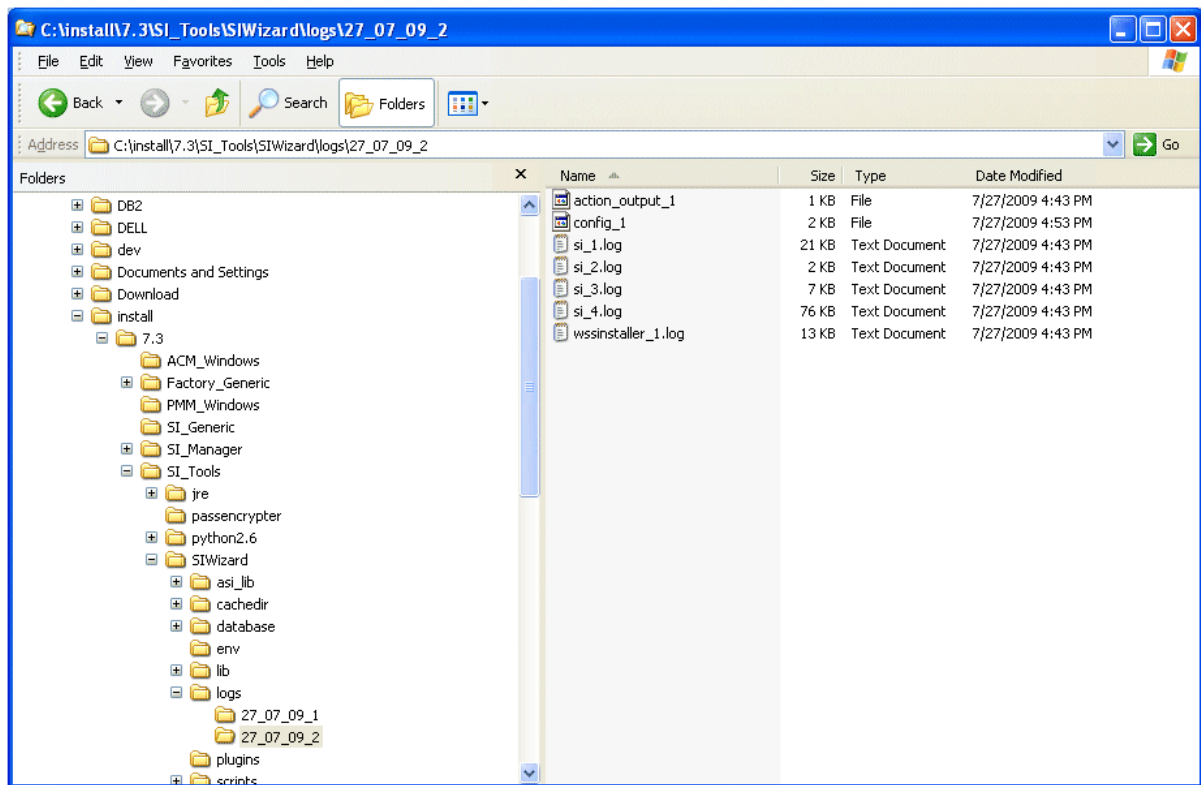 C:\install\7.3\SI_Tools\SIWizard\logs\27_07_09_2
File Edit View Favorites Tools Help
Back Search Folders
Address C:\install\7.3\SI_Tools\SIWizard\logs\27_07_09_2 Go
Folders
Name Size Type Date Modified
DB2
DELL
dev
Documents and Settings
Download
install
7.3
ACM_Windows
Factory_Generic
PMM_Windows
SI_Generic
SI_Manager
SI_Tools
jre
passencrypter
python2.6
SIWizard
asi_lib
cachedir
database
env
lib
logs
27_07_09_1
27_07_09_2
plugins
scripts
action_output_1 1 KB File 7/27/2009 4:43 PM
config_1 2 KB File 7/27/2009 4:53 PM
si_1.log 21 KB Text Document 7/27/2009 4:43 PM
si_2.log 2 KB Text Document 7/27/2009 4:43 PM
si_3.log 7 KB Text Document 7/27/2009 4:43 PM
si_4.log 76 KB Text Document 7/27/2009 4:43 PM
wssinstaller_1.log 13 KB Text Document 7/27/2009 4:43 PM